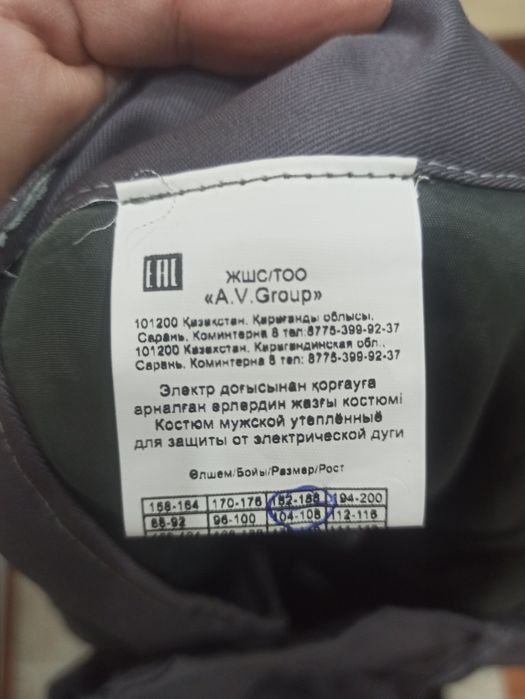 EAC
ЖШС/ТОО
«A.V.Group»
101200 Қазақстан. Қарағанды облысы.
Сарань. Коминтерна 8 тел:8775-399-92-37
101200 Казахстан. Карагандинская обл.,
Сарань. Коминтерна 8 тел: 8775-399-92-37
Электр доғысынан қорғауға
арналған ерлердин жазғы костюмі
Костюм мужской утеплённый
для защиты от электрической дуги
Өлшем/Бойы/Размер/Рост
158-164 170-176 182-188 194-200
88-92 96-100 104-108 112-116